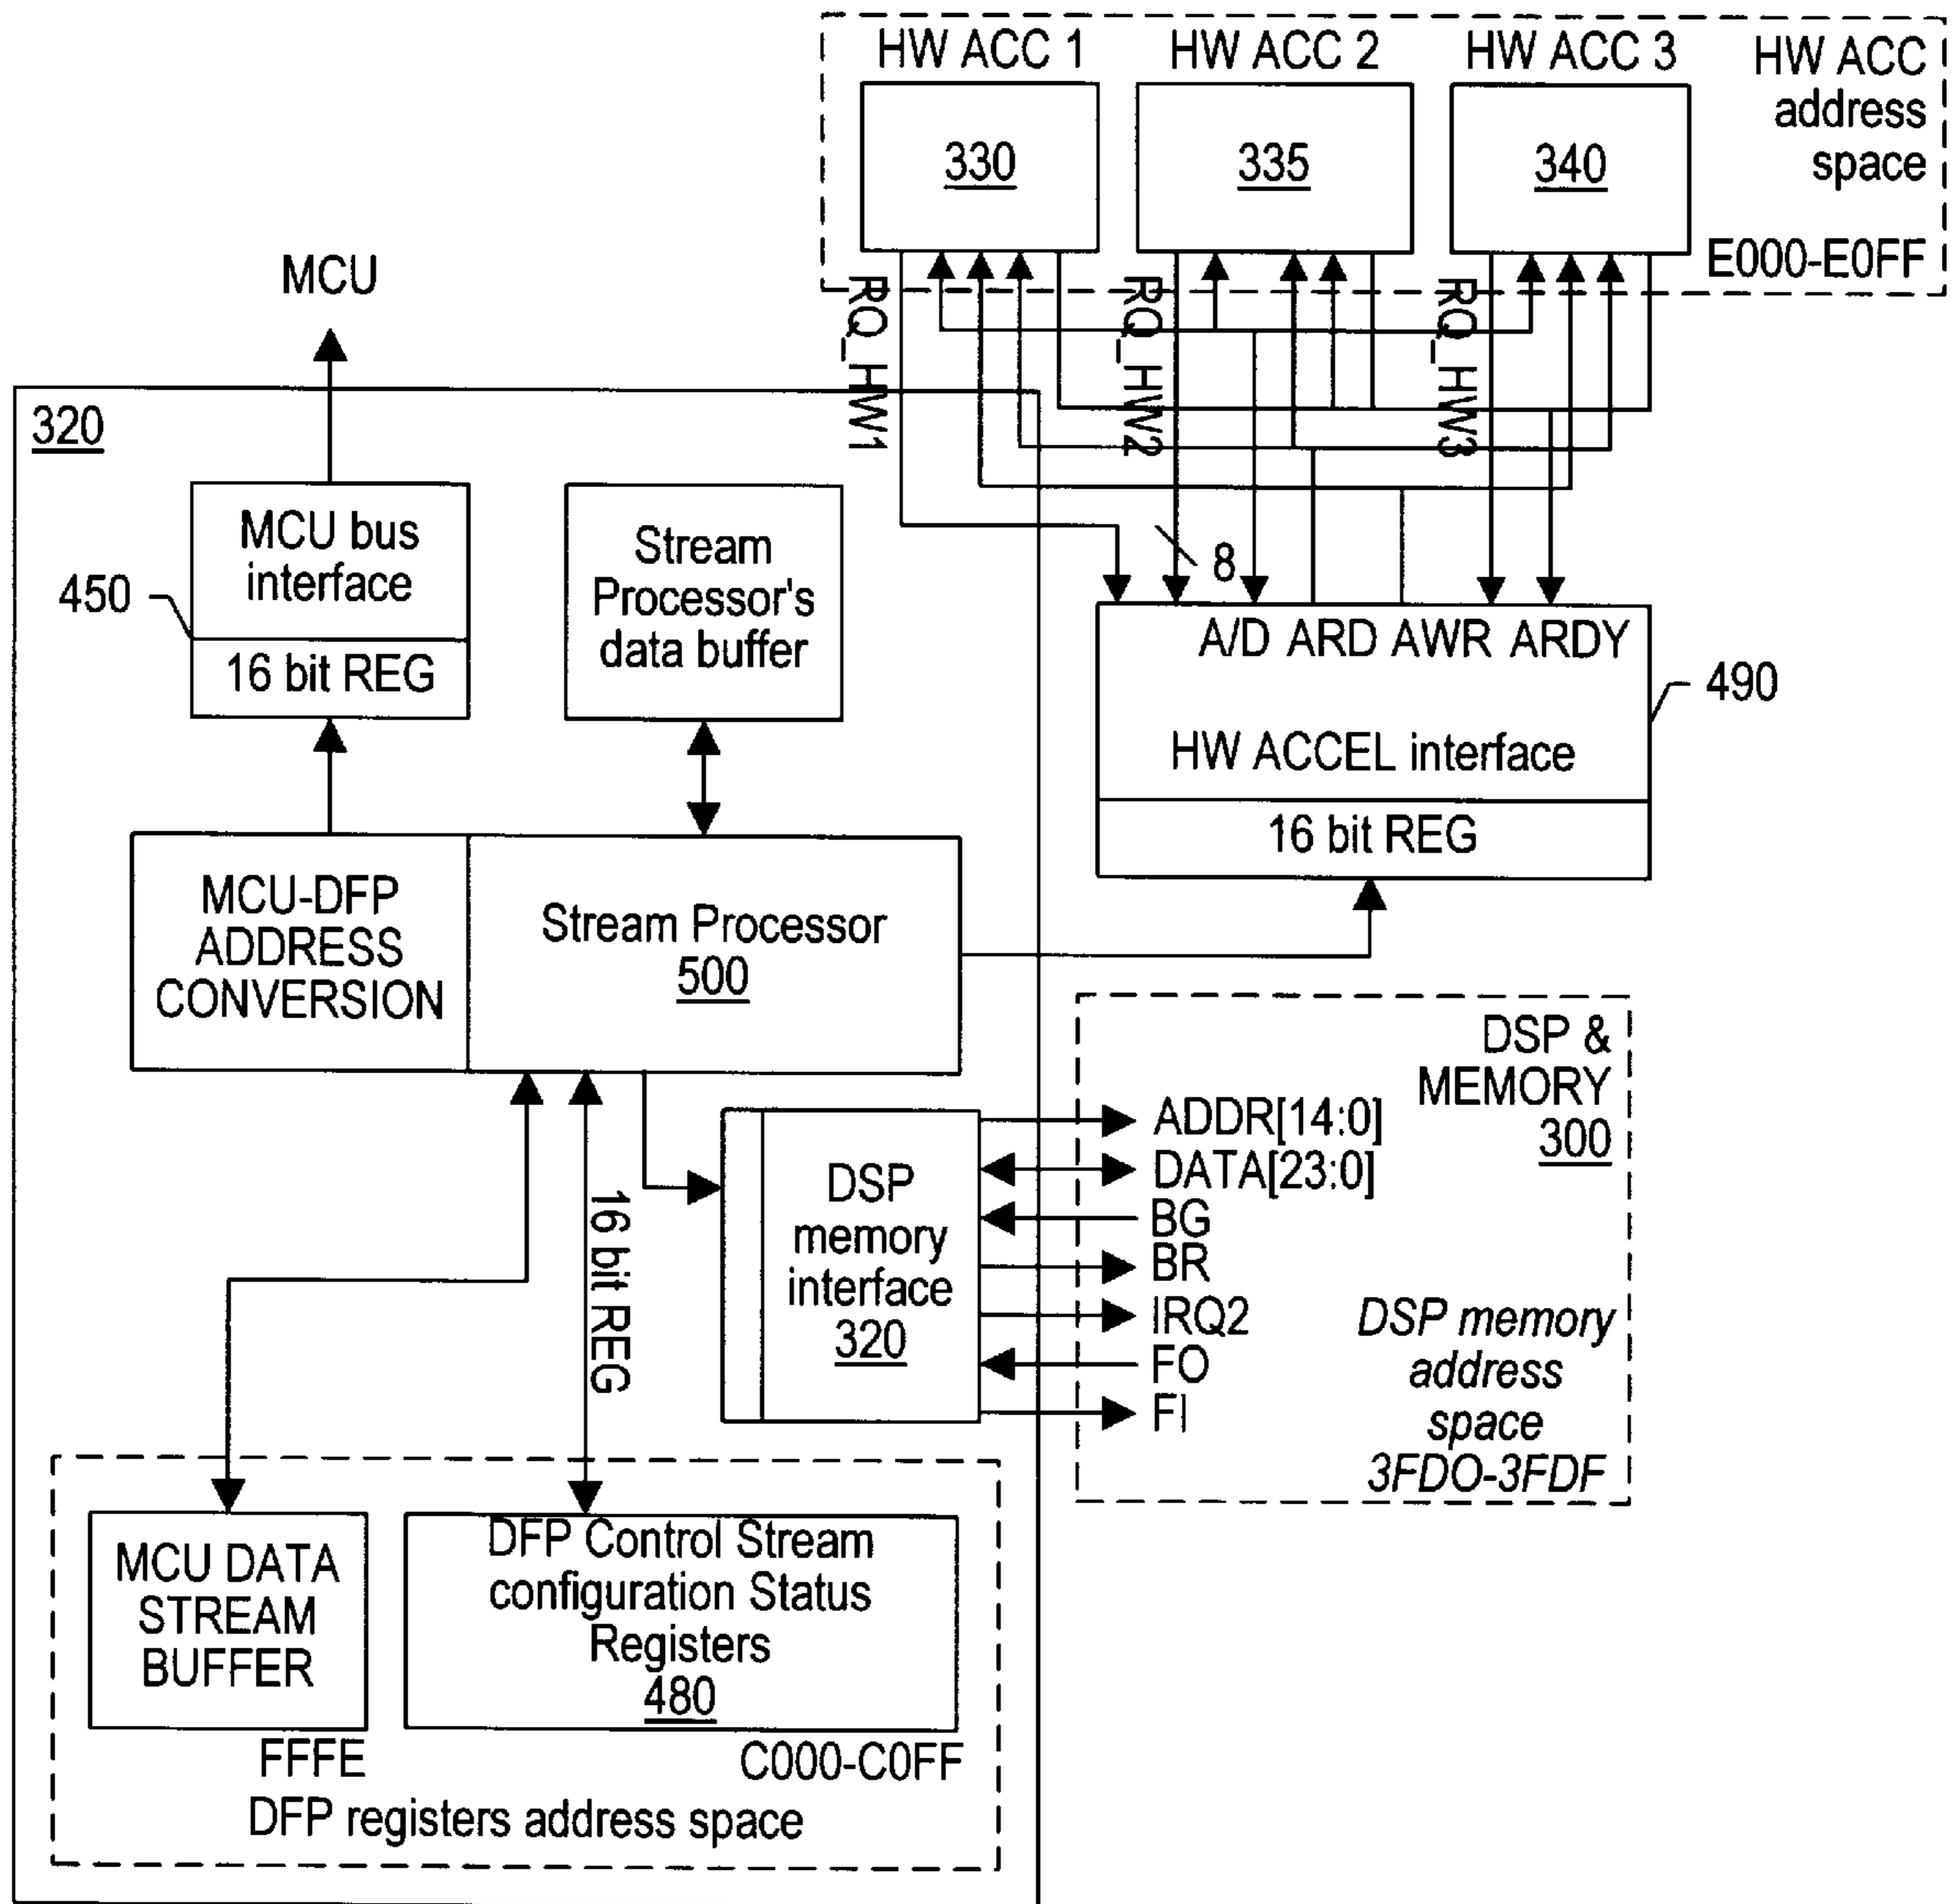 HW ACC 1
HW ACC 2
HW ACC 3
HW ACC
address
space
330
335
340
E000-E0FF
MCU
RQ_HW1
RQ_HW2
RQ_HW3
320
MCU bus
interface
450
16 bit REG
Stream
Processor's
data buffer
8
A/D ARD AWR ARDY
490
HW ACCEL interface
16 bit REG
MCU-DFP
ADDRESS
CONVERSION
Stream Processor
500
DSP &
MEMORY
300
ADDR[14:0]
DATA[23:0]
BG
BR
IRQ2
FO
FI
DSP
memory
interface
320
16 bit REG
DSP memory
address
space
3FDO-3FDF
MCU DATA
STREAM
BUFFER
FFFE
DFP Control Stream
configuration Status
Registers
480
C000-C0FF
DFP registers address space